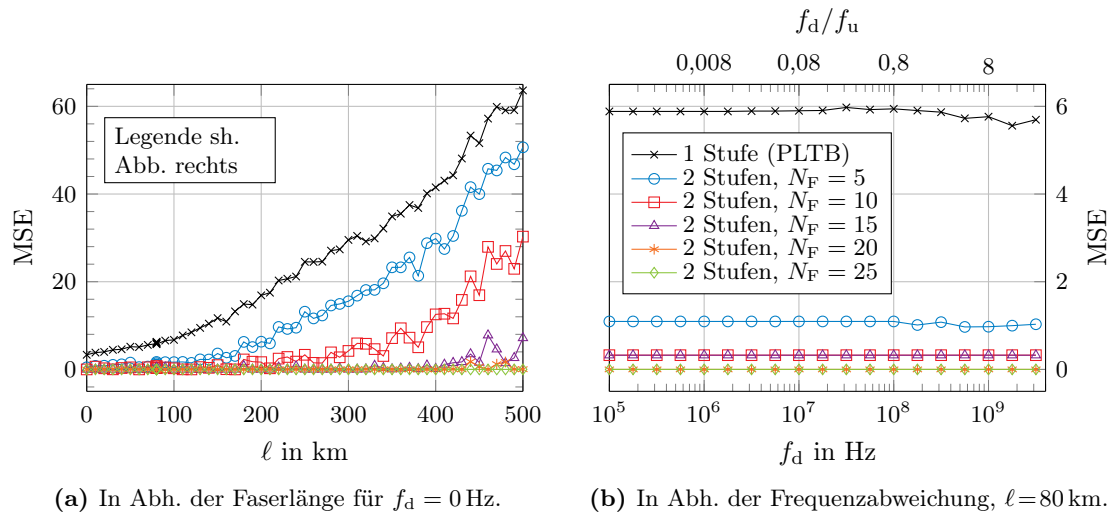 MSE
60
40
20
0
Legende sh.
Abb. rechts
0 100 200 300 400 500
ℓ in km
(a) In Abh. der Faserlänge für f_d = 0 Hz.
f_d/f_u
0,008 0,08 0,8 8
1 Stufe (PLTB)
2 Stufen, N_F = 5
2 Stufen, N_F = 10
2 Stufen, N_F = 15
2 Stufen, N_F = 20
2 Stufen, N_F = 25
6
4
2
0
MSE
10^5 10^6 10^7 10^8 10^9
f_d in Hz
(b) In Abh. der Frequenzabweichung, ℓ=80 km.